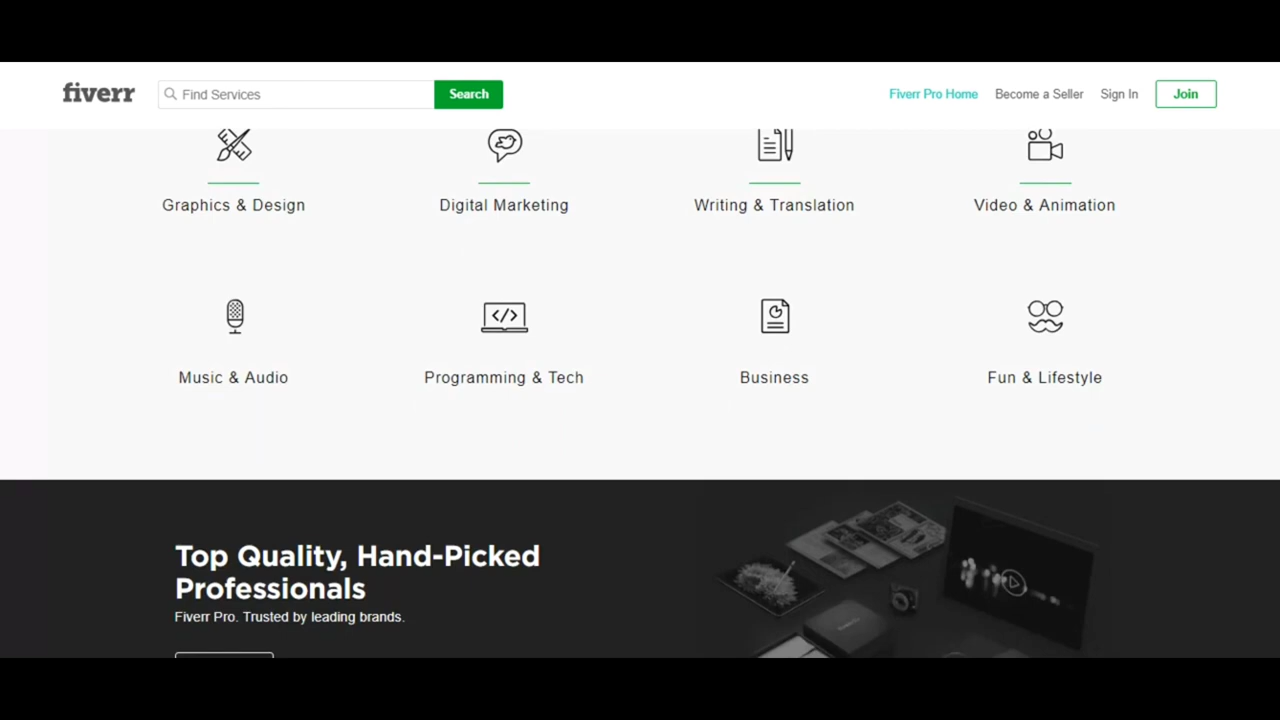 fiverr
Find Services
Search
Fiverr Pro Home
Become a Seller
Sign In
Join
Graphics & Design
Digital Marketing
Writing & Translation
Video & Animation
Music & Audio
Programming & Tech
Business
Fun & Lifestyle
Top Quality, Hand-Picked
Professionals
Fiverr Pro. Trusted by leading brands.